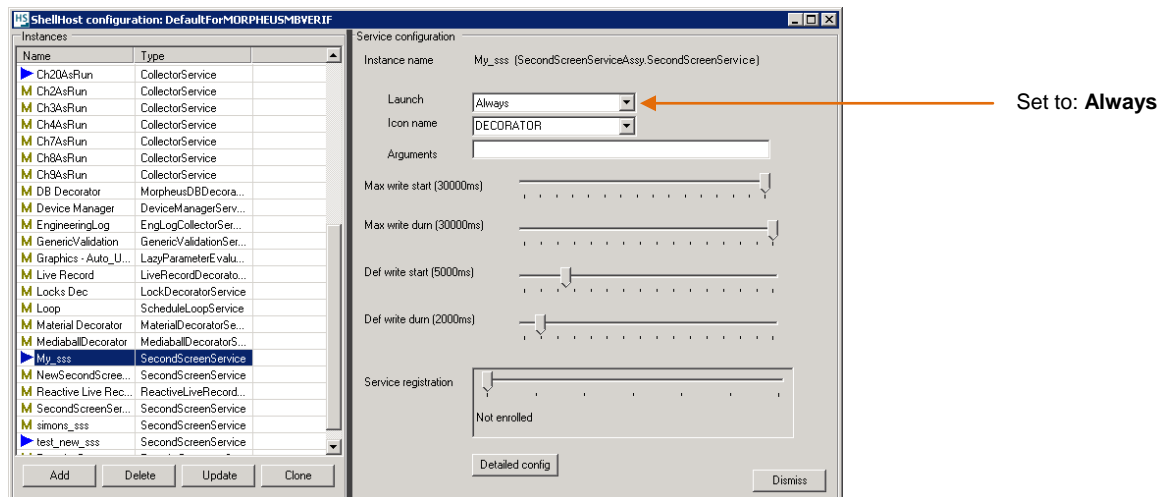 HS ShellHost configuration: DefaultForMORPHEUSMBVERIF
Instances
Name Type
Ch20AsRun CollectorService
M Ch2AsRun CollectorService
M Ch3AsRun CollectorService
M Ch4AsRun CollectorService
M Ch7AsRun CollectorService
M Ch8AsRun CollectorService
M Ch9AsRun CollectorService
M DB Decorator MorpheusDBDecora...
M Device Manager DeviceManagerServ...
M EngineeringLog EngLogCollectorSer...
M GenericValidation GenericValidationSer...
M Graphics - Auto_U... LazyParameterEvalu...
M Live Record LiveRecordDecorato...
M Locks Dec LockDecoratorService
M Loop ScheduleLoopService
M Material Decorator MaterialDecoratorSe...
M MediaballDecorator MediaballDecoratorS...
My_sss SecondScreenService
M NewSecondScree... SecondScreenService
M Reactive Live Rec... ReactiveLiveRecord...
M SecondScreenSer... SecondScreenService
M simons_sss SecondScreenService
test_new_sss SecondScreenService
Add Delete Update Clone
Service configuration
Instance name My_sss (SecondScreenServiceAssy.SecondScreenService)
Launch Always
Icon name DECORATOR
Arguments
Max write start (30000ms)
Max write durn (30000ms)
Def write start (5000ms)
Def write durn (2000ms)
Service registration
Not enrolled
Detailed config
Dismiss
Set to: Always